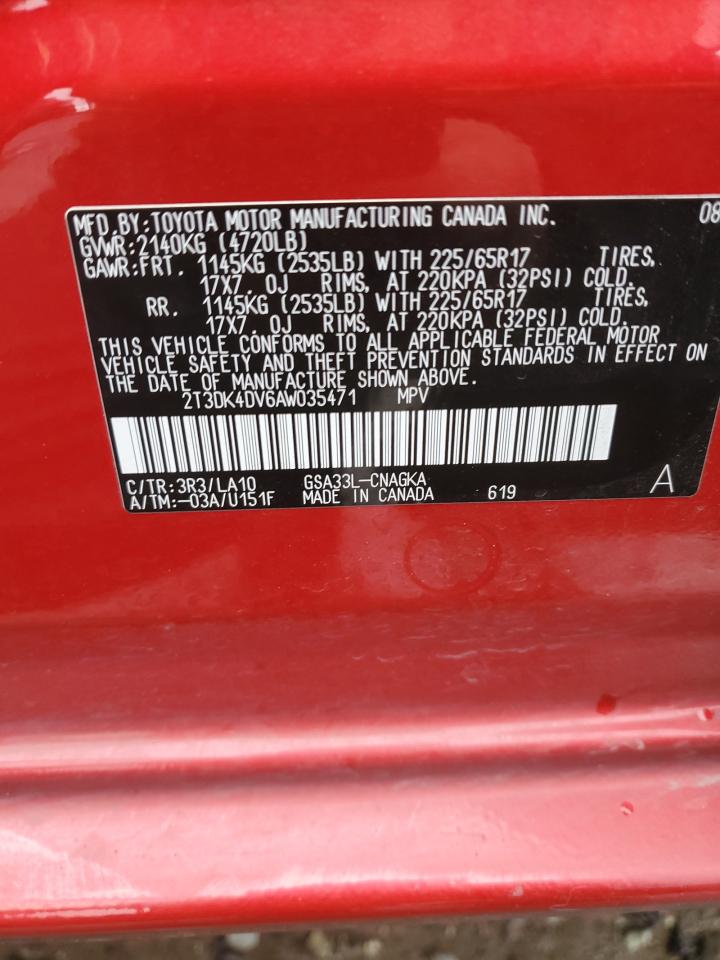 MFD.BY:TOYOTA MOTOR MANUFACTURING CANADA INC. 08
GVWR:2140KG (4720LB)
GAWR:FRT. 1145KG (2535LB) WITH 225/65R17 TIRES,
17X7.0J RIMS, AT 220KPA (32PSI) COLD.
RR. 1145KG (2535LB) WITH 225/65R17 TIRES,
17X7.0J RIMS, AT 220KPA (32PSI) COLD.
THIS VEHICLE CONFORMS TO ALL APPLICABLE FEDERAL MOTOR
VEHICLE SAFETY AND THEFT PREVENTION STANDARDS IN EFFECT ON
THE DATE OF MANUFACTURE SHOWN ABOVE.
2T3DK4DV6AW035471 MPV
C/TR:3R3/LA10 GSA33L-CNAGKA
A/TM:-03A/U151F MADE IN CANADA 619 A